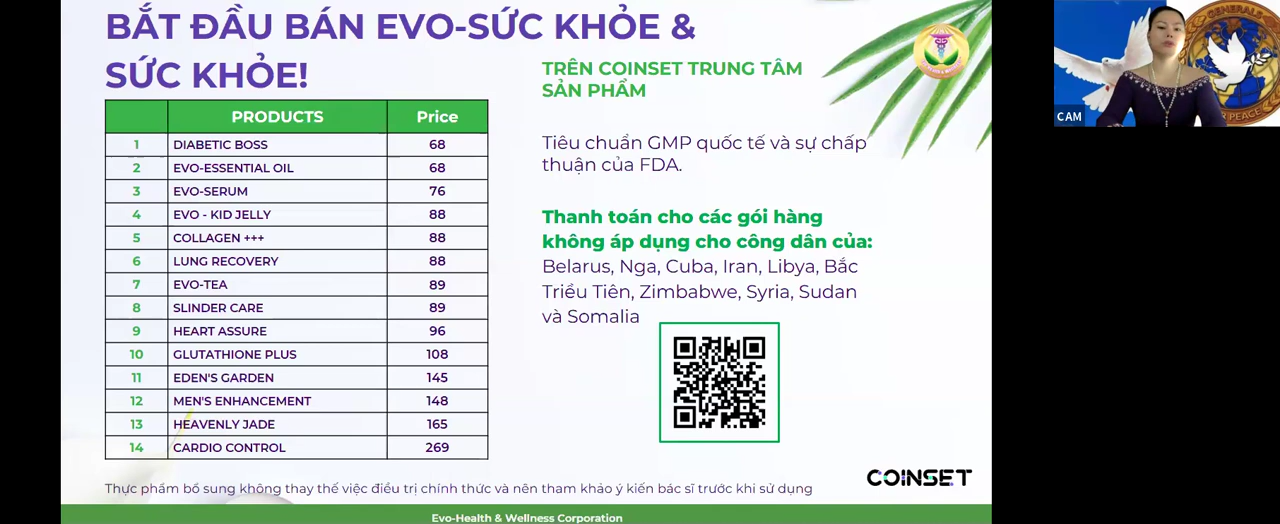 BẮT ĐẦU BÁN EVO-SỨC KHỎE &
SỨC KHỎE!
PRODUCTS Price
1 DIABETIC BOSS 68
2 EVO-ESSENTIAL OIL 68
3 EVO-SERUM 76
4 EVO - KID JELLY 88
5 COLLAGEN +++ 88
6 LUNG RECOVERY 88
7 EVO-TEA 89
8 SLINDER CARE 89
9 HEART ASSURE 96
10 GLUTATHIONE PLUS 108
11 EDEN'S GARDEN 145
12 MEN'S ENHANCEMENT 148
13 HEAVENLY JADE 165
14 CARDIO CONTROL 269
TRÊN COINSET TRUNG TÂM
SẢN PHẨM
Tiêu chuẩn GMP quốc tế và sự chấp
thuận của FDA.
Thanh toán cho các gói hàng
không áp dụng cho công dân của:
Belarus, Nga, Cuba, Iran, Libya, Bắc
Triều Tiên, Zimbabwe, Syria, Sudan
và Somalia
COINSET
Thực phẩm bổ sung không thay thế việc điều trị chính thức và nên tham khảo ý kiến bác sĩ trước khi sử dụng
Evo-Health & Wellness Corporation
CAM